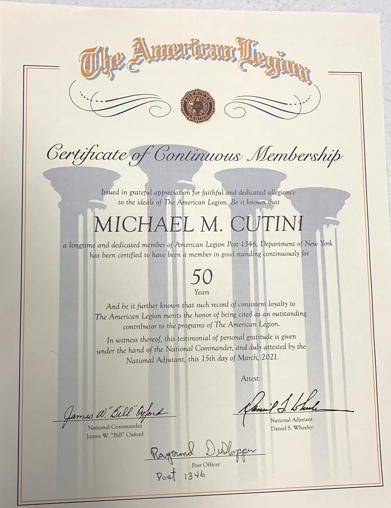 The American Legion
Certificate of Continuous Membership
Issued in grateful appreciation for faithful and dedicated allegiance
to the ideals of The American Legion. Be it known that
MICHAEL M. CUTINI
a longtime and dedicated member of American Legion Post 1346, Department of New York
has been certified to have been a member in good standing continuously for
50
Years
And be it further known that such record of consistent loyalty to
The American Legion merits the honor of being cited as an outstanding
contributor to the programs of The American Legion.
In witness thereof, this testimonial of personal gratitude is given
under the hand of the National Commander, and duly attested by the
National Adjutant, this 15th day of March, 2021.
Attest:
James W. "Bill" Oxford
National Commander
James W. "Bill" Oxford
National Adjutant
Daniel S. Wheeler
Raymond
Post Officer
Post 1346